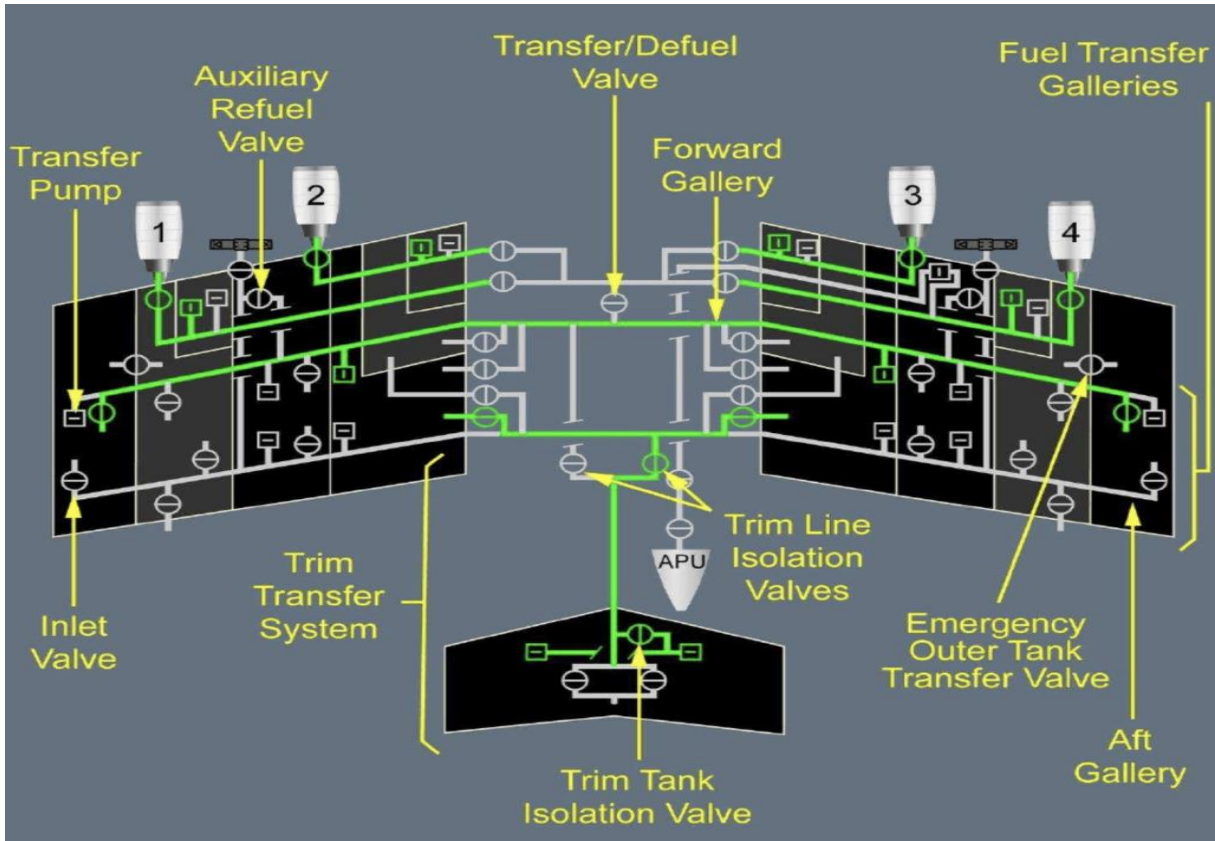 Transfer/Defuel
Valve
Fuel Transfer
Galleries
Auxiliary
Refuel
Valve
Transfer
Pump
Forward
Gallery
1
2
3
4
Trim
Transfer
System
Inlet
Valve
APU
Trim Line
Isolation
Valves
Emergency
Outer Tank
Transfer Valve
Aft
Gallery
Trim Tank
Isolation Valve